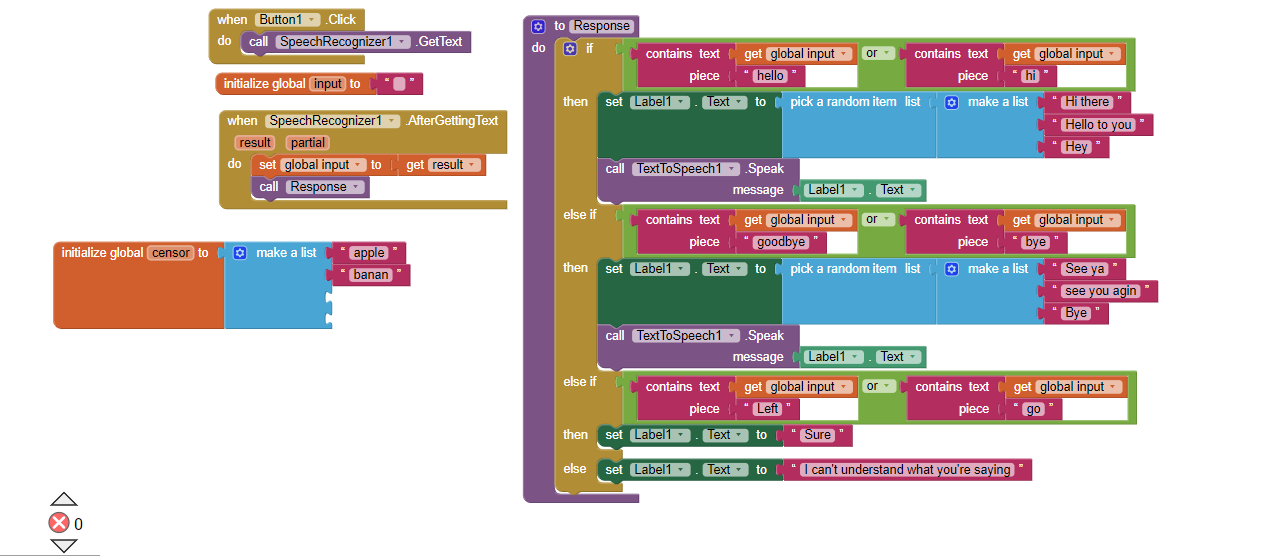 when Button1 .Click
do call SpeechRecognizer1 .GetText
initialize global input to " "
when SpeechRecognizer1 .AfterGettingText
result partial
do set global input to get result
call Response
initialize global censor to make a list " apple "
" banan "
0
to Response
do if contains text get global input or contains text get global input
piece " hello " piece " hi "
then set Label1 . Text to pick a random item list make a list " Hi there "
" Hello to you "
" Hey "
call TextToSpeech1 .Speak
message Label1 . Text
else if contains text get global input or contains text get global input
piece " goodbye " piece " bye "
then set Label1 . Text to pick a random item list make a list " See ya "
" see you agin "
" Bye "
call TextToSpeech1 .Speak
message Label1 . Text
else if contains text get global input or contains text get global input
piece " Left " piece " go "
then set Label1 . Text to " Sure "
else set Label1 . Text to " I can't understand what you're saying "